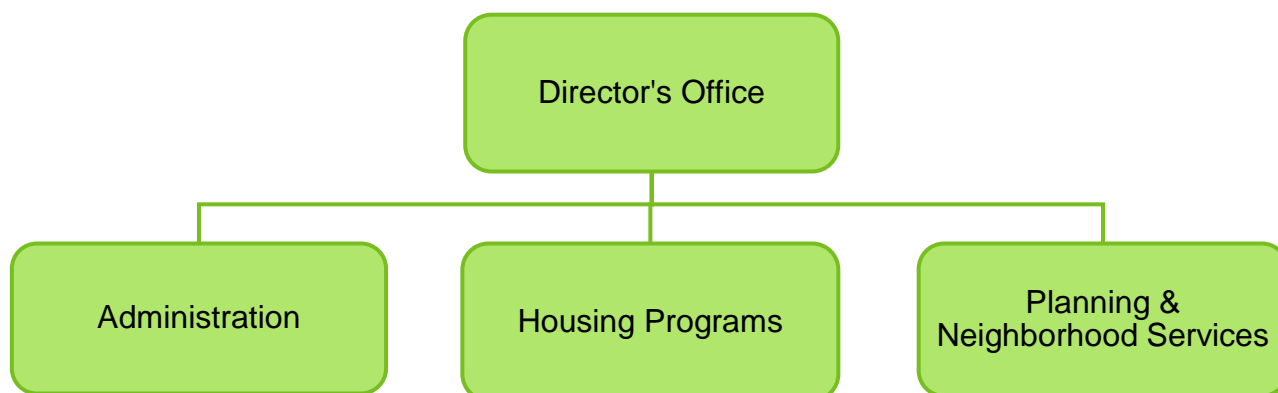 Director's Office
Administration
Housing Programs
Planning &
Neighborhood Services